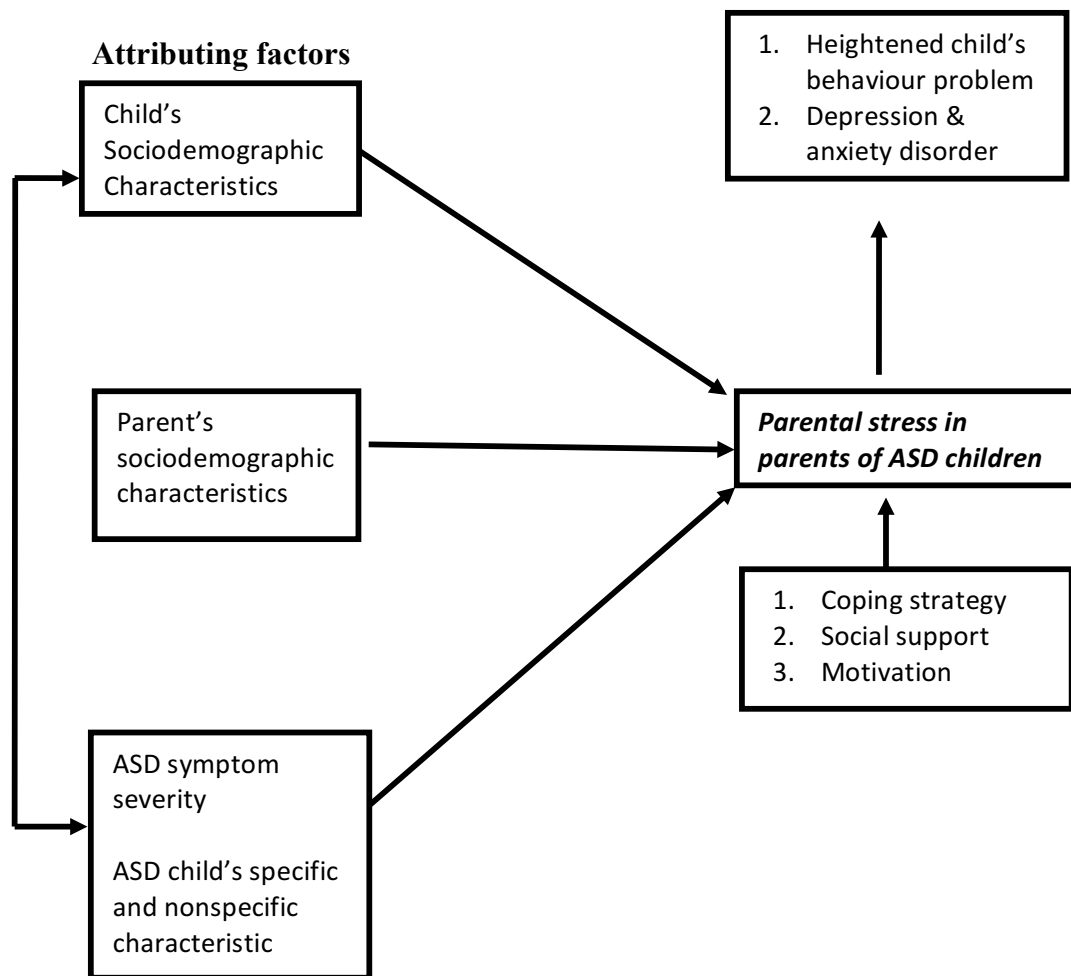 Attributing factors
Child’s
Sociodemographic
Characteristics
Parent’s
sociodemographic
characteristics
ASD symptom
severity
ASD child’s specific
and nonspecific
characteristic
1. Heightened child’s
behaviour problem
2. Depression &
anxiety disorder
Parental stress in
parents of ASD children
1. Coping strategy
2. Social support
3. Motivation